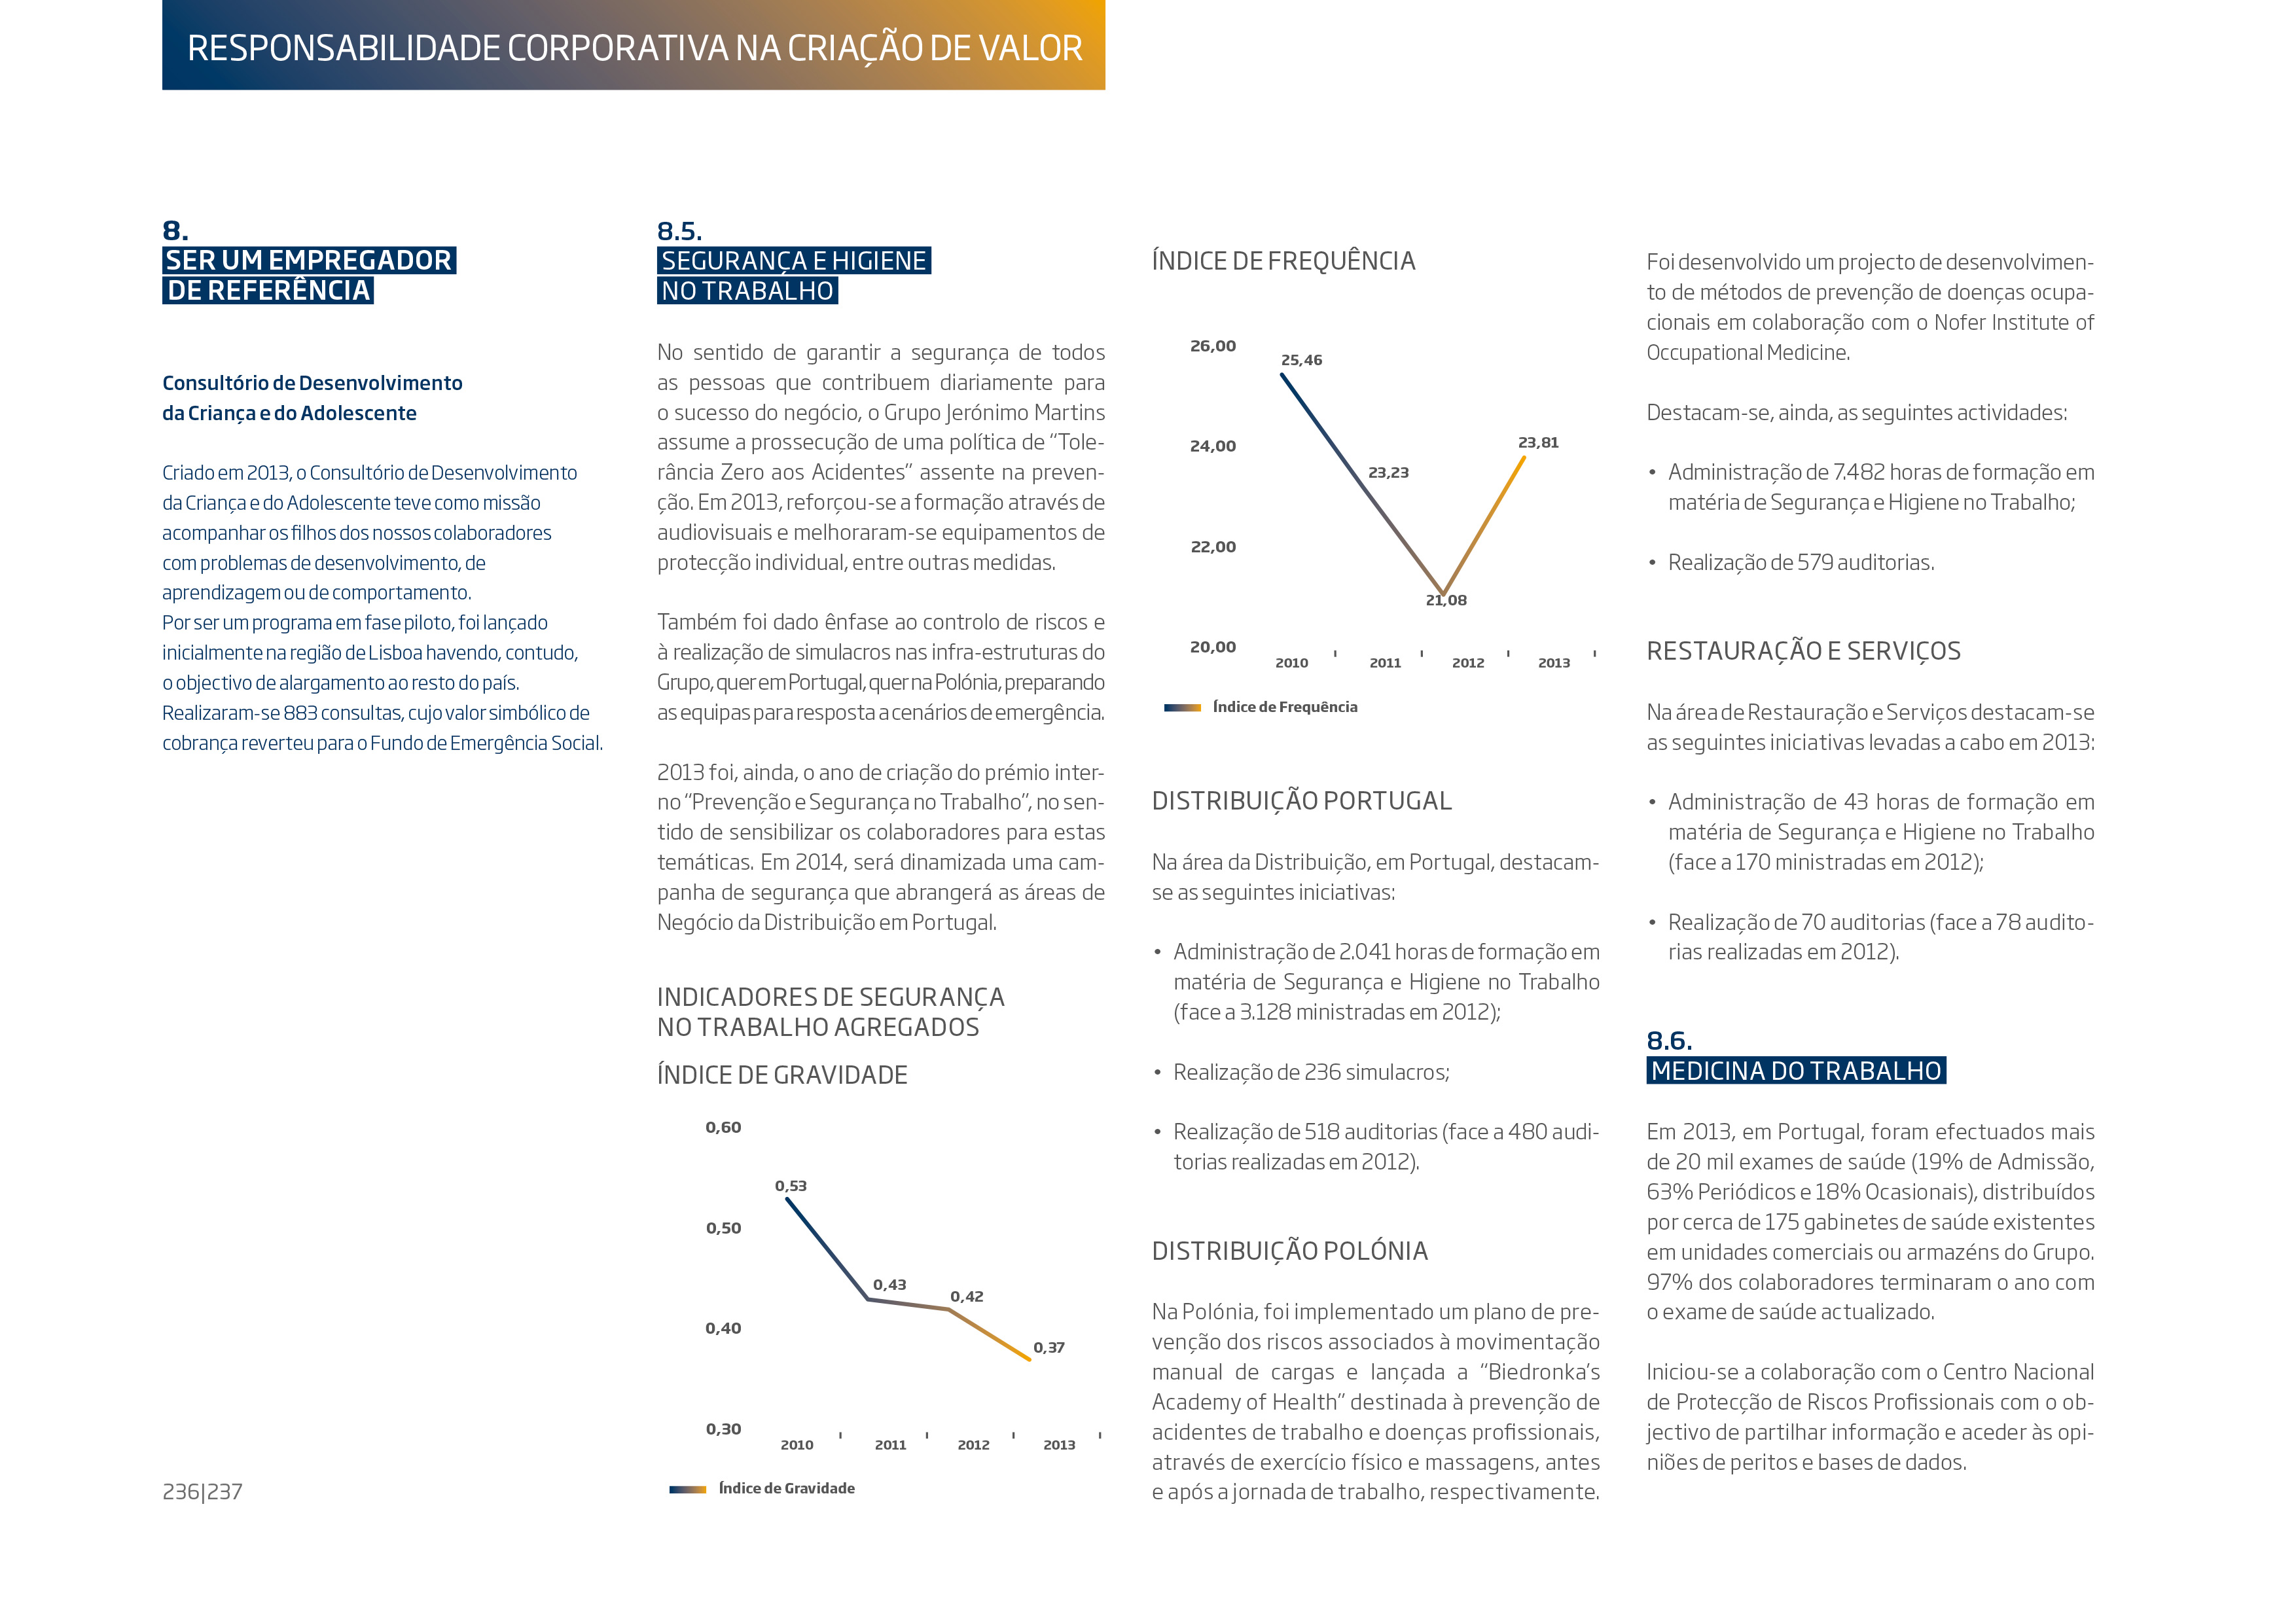 RESPONSABILIDADE CORPORATIVA NA CRIAÇÃO DE VALOR
8.
SER UM EMPREGADOR
DE REFERÊNCIA
Consultório de Desenvolvimento
da Criança e do Adolescente
Criado em 2013, o Consultório de Desenvolvimento
da Criança e do Adolescente teve como missão
acompanhar os filhos dos nossos colaboradores
com problemas de desenvolvimento, de
aprendizagem ou de comportamento.
Por ser um programa em fase piloto, foi lançado
inicialmente na região de Lisboa havendo, contudo,
o objectivo de alargamento ao resto do país.
Realizaram-se 883 consultas, cujo valor simbólico de
cobrança reverteu para o Fundo de Emergência Social.
8.5.
SEGURANÇA E HIGIENE
NO TRABALHO
No sentido de garantir a segurança de todos
as pessoas que contribuem diariamente para
o sucesso do negócio, o Grupo Jerónimo Martins
assume a prossecução de uma política de “Tole-
rância Zero aos Acidentes” assente na preven-
ção. Em 2013, reforçou-se a formação através de
audiovisuais e melhoraram-se equipamentos de
protecção individual, entre outras medidas.
Também foi dado ênfase ao controlo de riscos e
à realização de simulacros nas infra-estruturas do
Grupo, quer em Portugal, quer na Polónia, preparando
as equipas para resposta a cenários de emergência.
2013 foi, ainda, o ano de criação do prémio inter-
no “Prevenção e Segurança no Trabalho”, no sen-
tido de sensibilizar os colaboradores para estas
temáticas. Em 2014, será dinamizada uma cam-
panha de segurança que abrangerá as áreas de
Negócio da Distribuição em Portugal.
INDICADORES DE SEGURANÇA
NO TRABALHO AGREGADOS
ÍNDICE DE GRAVIDADE
0,60
0,53
0,50
0,43
0,42
0,40
0,37
0,30
2010 2011 2012 2013
Índice de Gravidade
ÍNDICE DE FREQUÊNCIA
26,00
25,46
24,00
23,81
23,23
22,00
21,08
20,00
2010 2011 2012 2013
Índice de Frequência
DISTRIBUIÇÃO PORTUGAL
Na área da Distribuição, em Portugal, destacam-
se as seguintes iniciativas:
• Administração de 2.041 horas de formação em
matéria de Segurança e Higiene no Trabalho
(face a 3.128 ministradas em 2012);
• Realização de 236 simulacros;
• Realização de 518 auditorias (face a 480 audi-
torias realizadas em 2012).
DISTRIBUIÇÃO POLÓNIA
Na Polónia, foi implementado um plano de pre-
venção dos riscos associados à movimentação
manual de cargas e lançada a “Biedronka’s
Academy of Health” destinada à prevenção de
acidentes de trabalho e doenças profissionais,
através de exercício físico e massagens, antes
e após a jornada de trabalho, respectivamente.
Foi desenvolvido um projecto de desenvolvimen-
to de métodos de prevenção de doenças ocupa-
cionais em colaboração com o Nofer Institute of
Occupational Medicine.
Destacam-se, ainda, as seguintes actividades:
• Administração de 7.482 horas de formação em
matéria de Segurança e Higiene no Trabalho;
• Realização de 579 auditorias.
RESTAURAÇÃO E SERVIÇOS
Na área de Restauração e Serviços destacam-se
as seguintes iniciativas levadas a cabo em 2013:
• Administração de 43 horas de formação em
matéria de Segurança e Higiene no Trabalho
(face a 170 ministradas em 2012);
• Realização de 70 auditorias (face a 78 audito-
rias realizadas em 2012).
8.6.
MEDICINA DO TRABALHO
Em 2013, em Portugal, foram efectuados mais
de 20 mil exames de saúde (19% de Admissão,
63% Periódicos e 18% Ocasionais), distribuídos
por cerca de 175 gabinetes de saúde existentes
em unidades comerciais ou armazéns do Grupo.
97% dos colaboradores terminaram o ano com
o exame de saúde actualizado.
Iniciou-se a colaboração com o Centro Nacional
de Protecção de Riscos Profissionais com o ob-
jectivo de partilhar informação e aceder às opi-
niões de peritos e bases de dados.
236|237